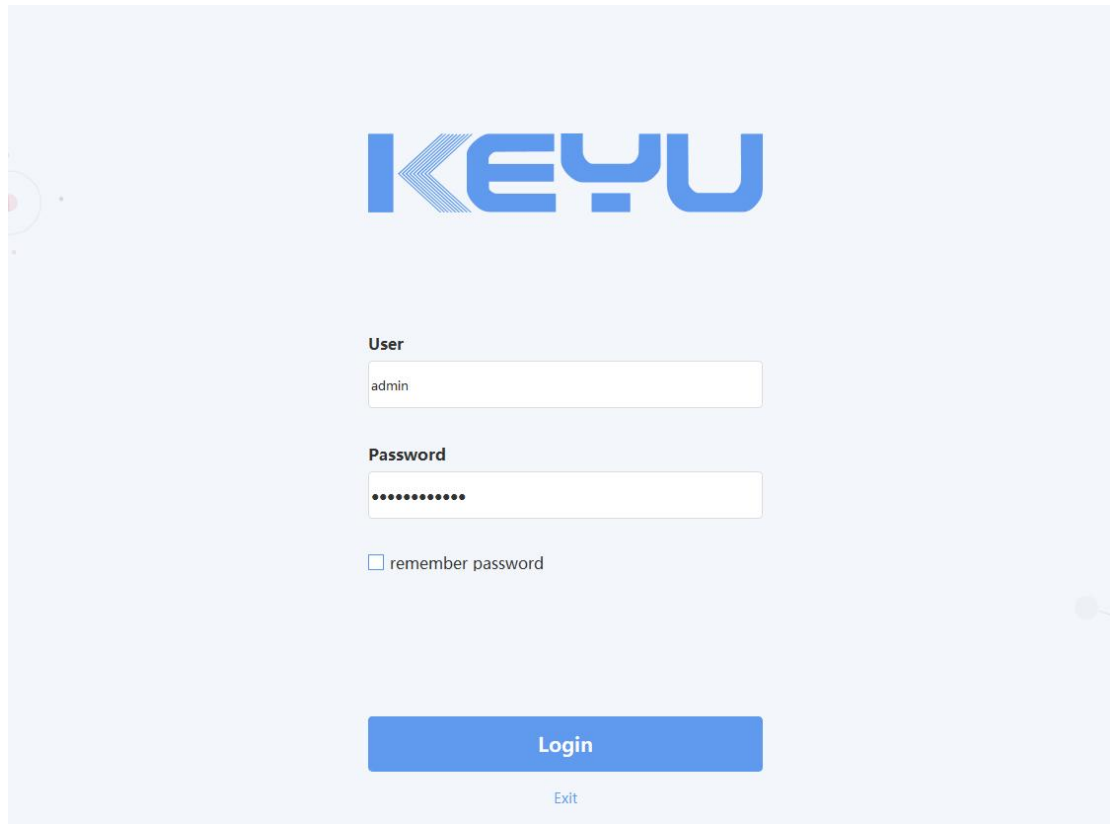 KEYU
User
admin
Password
••••••••••••
remember password
Login
Exit